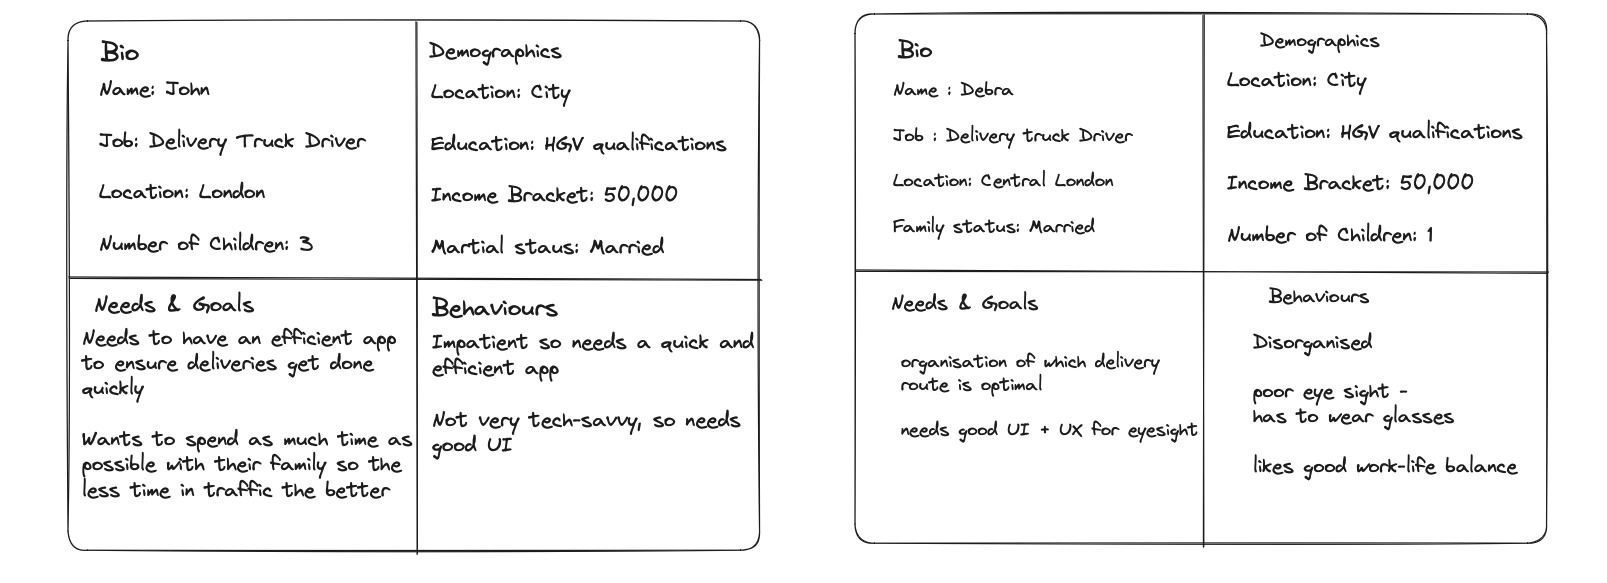 Bio
Name: John
Job: Delivery Truck Driver
Location: London
Number of Children: 3
Demographics
Location: City
Education: HGV qualifications
Income Bracket: 50,000
Martial staus: Married
Needs & Goals
Needs to have an efficient app
to ensure deliveries get done
quickly
Wants to spend as much time as
possible with their family so the
less time in traffic the better
Behaviours
Impatient so needs a quick and
efficient app
Not very tech-savvy, so needs
good UI
Bio
Name : Debra
Job : Delivery truck Driver
Location: Central London
Family status: Married
Demographics
Location: City
Education: HGV qualifications
Income Bracket: 50,000
Number of Children: 1
Needs & Goals
organisation of which delivery
route is optimal
needs good UI + UX for eyesight
Behaviours
Disorganised
poor eye sight -
has to wear glasses
likes good work-life balance